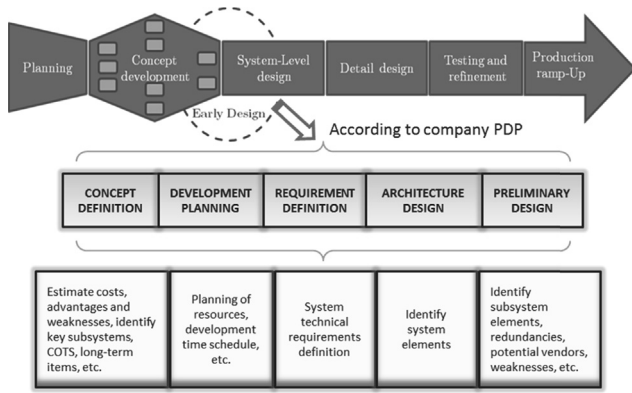 Planning
Concept
development
System-Level
design
Detail design
Testing and
refinement
Production
ramp-Up
Early Design
According to company PDP
CONCEPT
DEFINITION
DEVELOPMENT
PLANNING
REQUIREMENT
DEFINITION
ARCHITECTURE
DESIGN
PRELIMINARY
DESIGN
Estimate costs,
advantages and
weaknesses, identify
key subsystems,
COTS, long-term
items, etc.
Planning of
resources,
development
time schedule,
etc.
System
technical
requirements
definition
Identify
system
elements
Identify
subsystem
elements,
redundancies,
potential vendors,
weaknesses, etc.